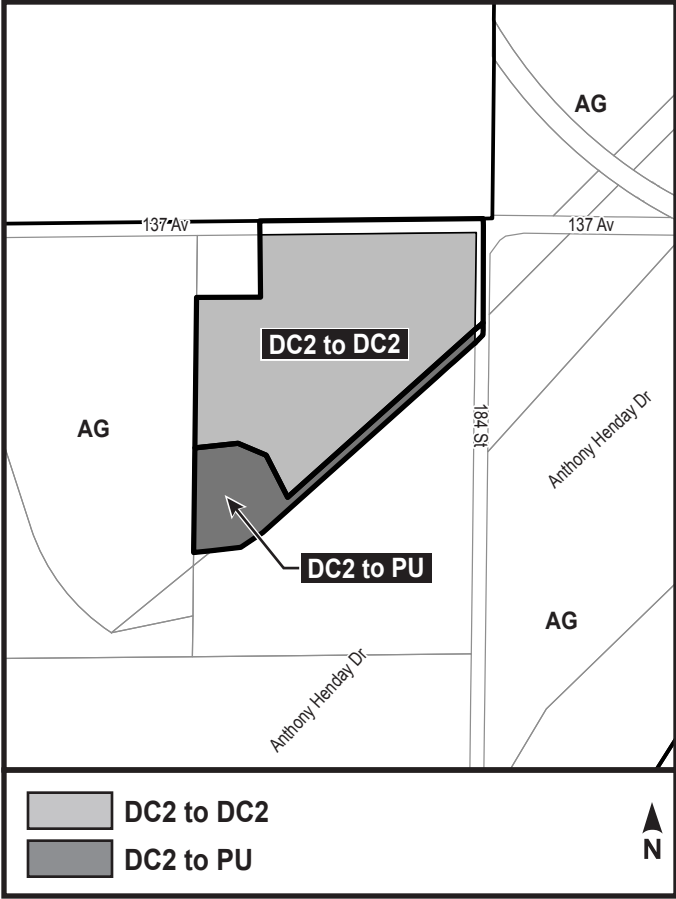 AG
137 Av
137 Av
DC2 to DC2
184 St
Anthony Henday Dr
AG
DC2 to PU
AG
Anthony Henday Dr
DC2 to DC2
DC2 to PU
N